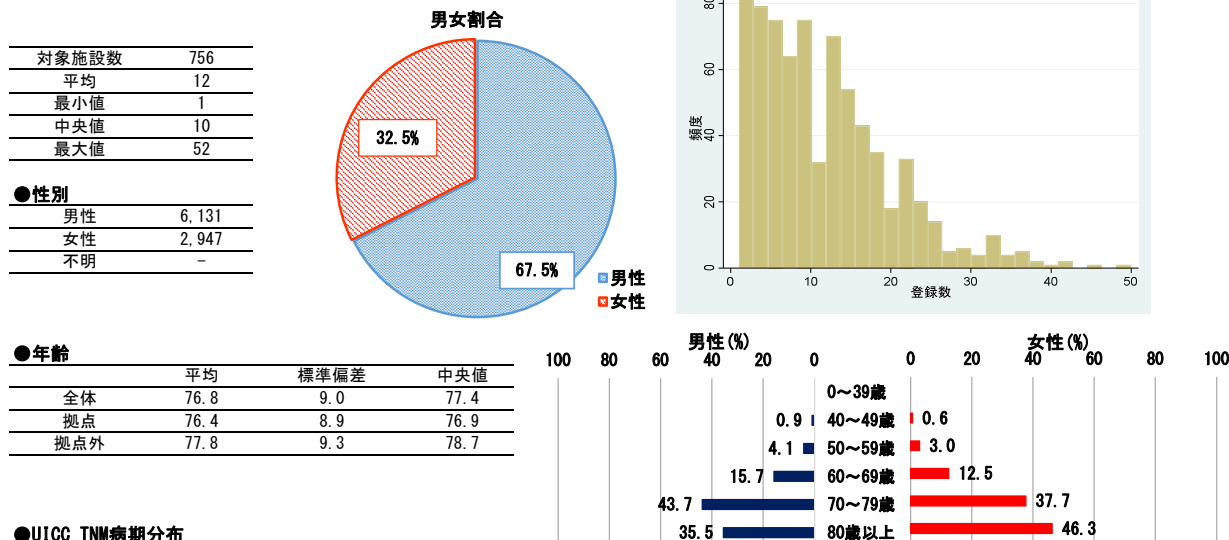 男女割合
対象施設数 756
平均 12
最小値 1
中央値 10
最大値 52
●性別
男性 6,131
女性 2,947
不明 −
32.5%
67.5%
男性
女性
80
60
40
20
0
頻度
0 10 20 30 40 50
登録数
●年齢
平均 標準偏差 中央値
全体 76.8 9.0 77.4
拠点 76.4 8.9 76.9
拠点外 77.8 9.3 78.7
男性(%) 女性(%)
100 80 60 40 20 0 0 20 40 60 80 100
0～39歳
0.9 40～49歳 0.6
4.1 50～59歳 3.0
15.7 60～69歳 12.5
43.7 70～79歳 37.7
35.5 80歳以上 46.3
●UICC TNM病期分布